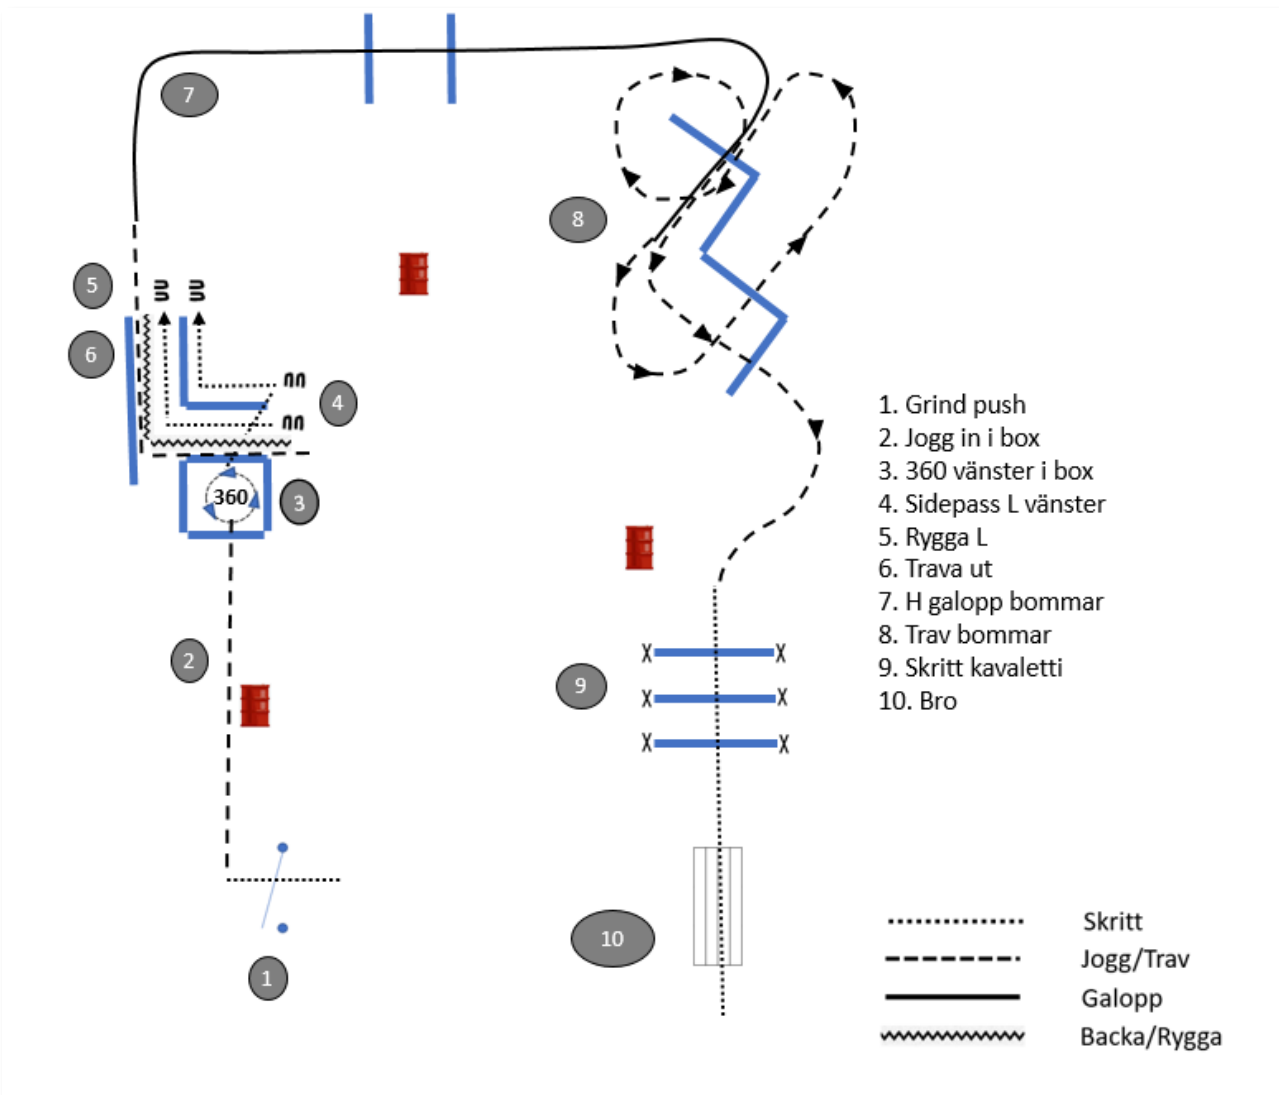 7
8
5
6
4
360
3
2
9
10
1
1. Grind push
2. Jogg in i box
3. 360 vänster i box
4. Sidepass L vänster
5. Rygga L
6. Trava ut
7. H galopp bommar
8. Trav bommar
9. Skritt kavaletti
10. Bro
X X
X X
X X
Skritt
Jogg/Trav
Galopp
Backa/Rygga